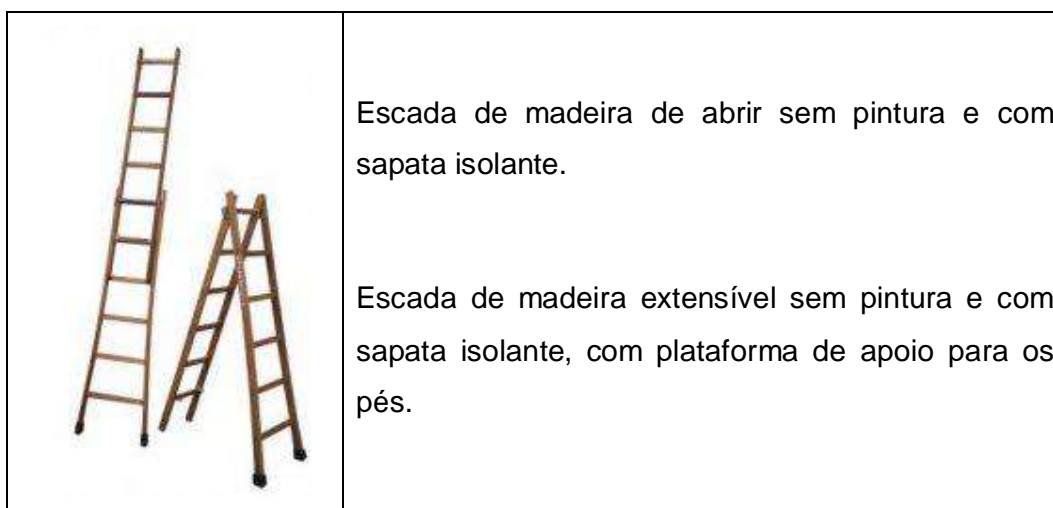 Escada de madeira de abrir sem pintura e com
sapata isolante.
Escada de madeira extensível sem pintura e com
sapata isolante, com plataforma de apoio para os
pés.